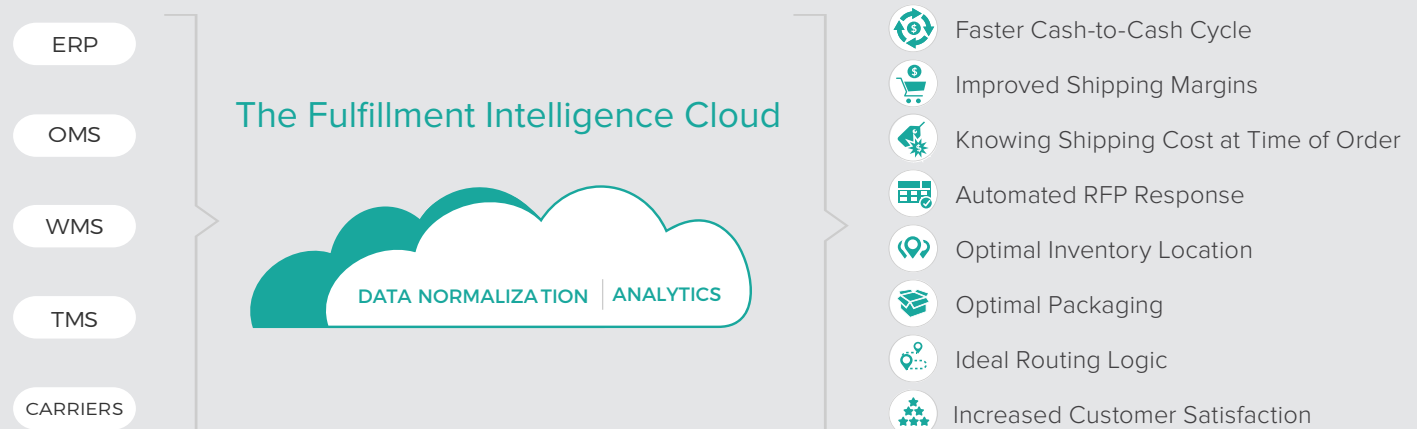 ERP
OMS
WMS
TMS
CARRIERS
The Fulfillment Intelligence Cloud
DATA NORMALIZATION | ANALYTICS
Faster Cash-to-Cash Cycle
Improved Shipping Margins
Knowing Shipping Cost at Time of Order
Automated RFP Response
Optimal Inventory Location
Optimal Packaging
Ideal Routing Logic
Increased Customer Satisfaction